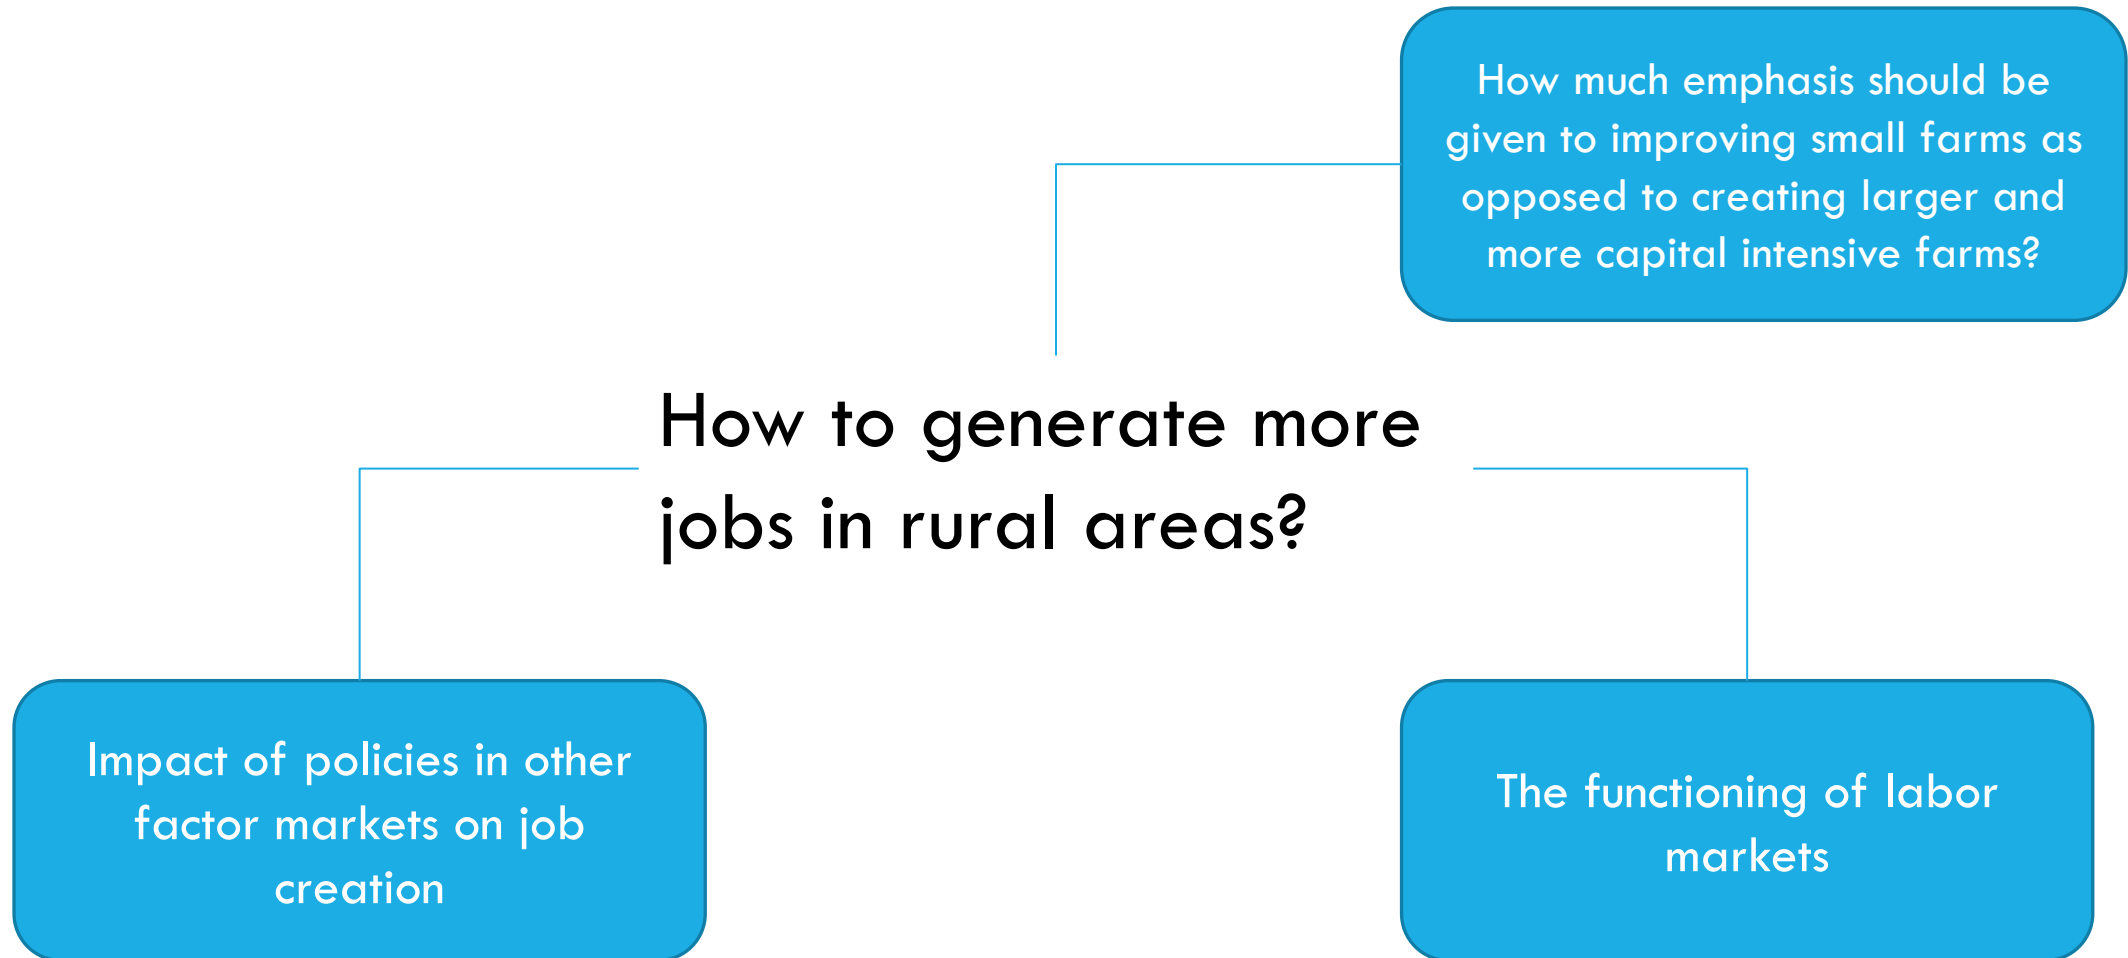 How much emphasis should be
given to improving small farms as
opposed to creating larger and
more capital intensive farms?
How to generate more
jobs in rural areas?
Impact of policies in other
factor markets on job
creation
The functioning of labor
markets